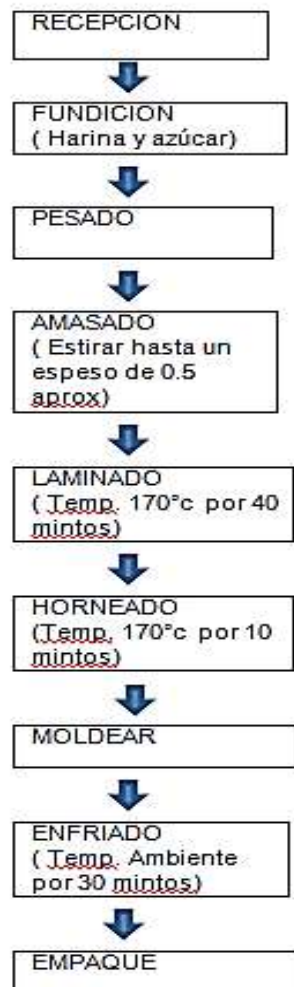 RECEPCION
FUNDICION
( Harina y azúcar)
PESADO
AMASADO
( Estirar hasta un
espeso de 0.5
aprox)
LAMINADO
( Temp. 170°c por 40
mintos)
HORNEADO
(Temp. 170°c por 10
mintos)
MOLDEAR
ENFRIADO
( Temp. Ambiente
por 30 mintos)
EMPAQUE